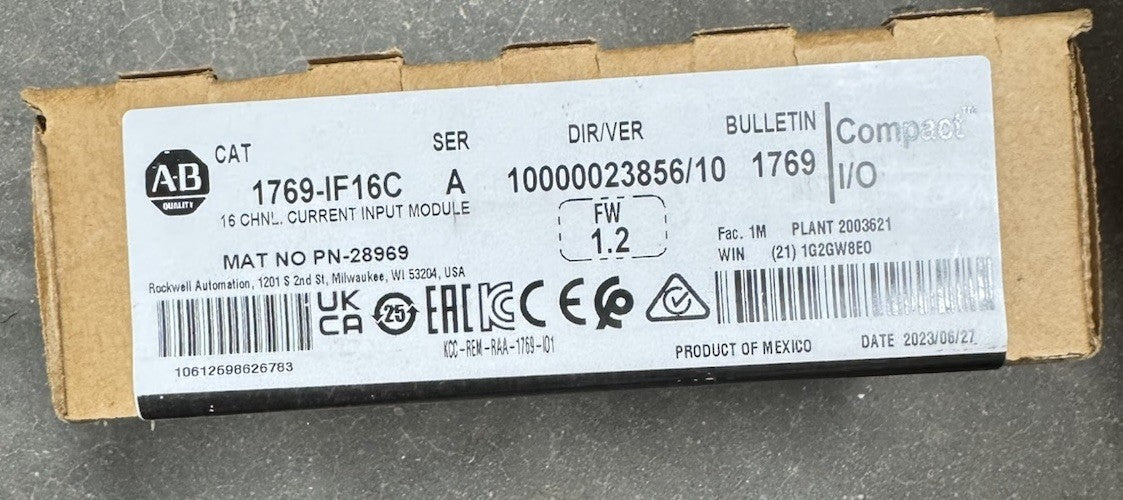 A-B
QUALITY
CAT
1769-IF16C
SER
A
DIR/VER
10000023856/10
BULLETIN
1769
Compact™
I/O
16 CHNL. CURRENT INPUT MODULE
FW
1.2
MAT NO PN-28969
Fac. 1M PLANT 2003621
WIN (21) 1G2GW8EO
Rockwell Automation, 1201 S 2nd St, Milwaukee, WI 53204, USA
UK
CA
25
EAC
KC
CE
KCC-REM-RAA-1769-IO1
10612598626783
PRODUCT OF MEXICO
DATE 2023/06/27